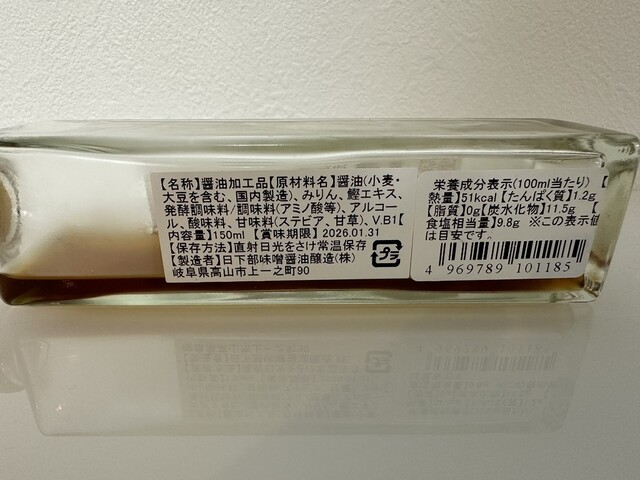 【名称】醤油加工品【原材料名】醤油(小麦・
大豆を含む、国内製造)、みりん、鰹エキス、
発酵調味料/調味料(アミノ酸等)、アルコー
ル、酸味料、甘味料(ステビア、甘草)、V.B1
【内容量】150ml【賞味期限】2026.01.31
【保存方法】直射日光をさけ常温保存
【製造者】日下部味噌醤油醸造(株)
岐阜県高山市上一之町90
プラ
栄養成分表示(100ml当たり)【
熱量】51kcal【たんぱく質】1.2g
【脂質】0g【炭水化物】11.5g【
食塩相当量】9.8g ※この表示値
は目安です。
4 969789 101185